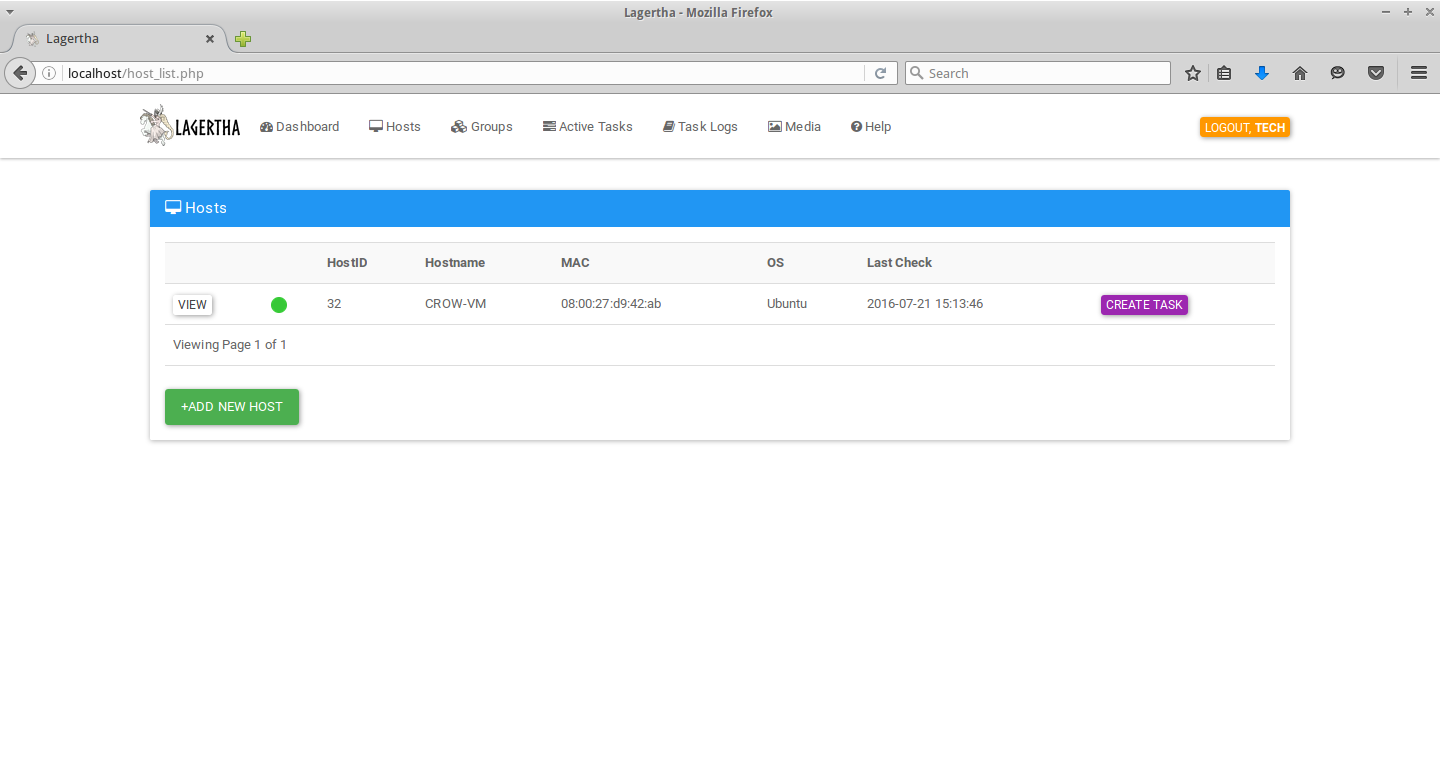 Lagertha - Mozilla Firefox
Lagertha
localhost/host_list.php
Search
LAGERTHA
Dashboard
Hosts
Groups
Active Tasks
Task Logs
Media
Help
LOGOUT, TECH
Hosts
HostID Hostname MAC OS Last Check
VIEW 32 CROW-VM 08:00:27:d9:42:ab Ubuntu 2016-07-21 15:13:46 CREATE TASK
Viewing Page 1 of 1
+ADD NEW HOST